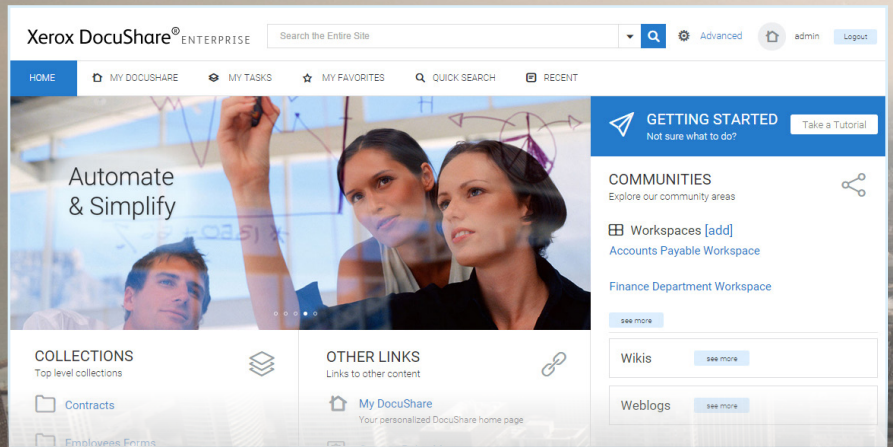 Xerox DocuShare® ENTERPRISE
Search the Entire Site
Advanced
admin
Logout
HOME
MY DOCUSHARE
MY TASKS
MY FAVORITES
QUICK SEARCH
RECENT
Automate
& Simplify
GETTING STARTED
Not sure what to do?
Take a Tutorial
COMMUNITIES
Explore our community areas
Workspaces [add]
Accounts Payable Workspace
Finance Department Workspace
see more
Wikis
see more
Weblogs
see more
COLLECTIONS
Top level collections
Contracts
Employees Forms
OTHER LINKS
Links to other content
My DocuShare
Your personalized DocuShare home page